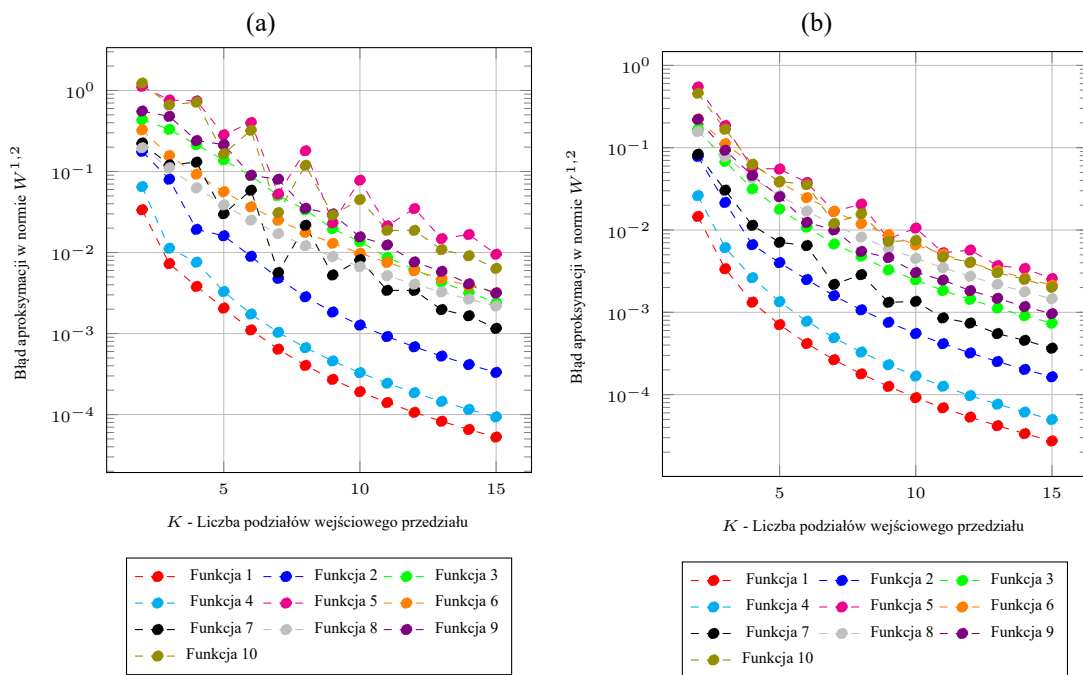 (a)
10^0
10^{-1}
10^{-2}
10^{-3}
10^{-4}
Błąd aproksymacji w normie W^{1,2}
5 10 15
K - Liczba podziałów wejściowego przedziału
Funkcja 1 Funkcja 2 Funkcja 3
Funkcja 4 Funkcja 5 Funkcja 6
Funkcja 7 Funkcja 8 Funkcja 9
Funkcja 10
(b)
10^0
10^{-1}
10^{-2}
10^{-3}
10^{-4}
Błąd aproksymacji w normie W^{1,2}
5 10 15
K - Liczba podziałów wejściowego przedziału
Funkcja 1 Funkcja 2 Funkcja 3
Funkcja 4 Funkcja 5 Funkcja 6
Funkcja 7 Funkcja 8 Funkcja 9
Funkcja 10